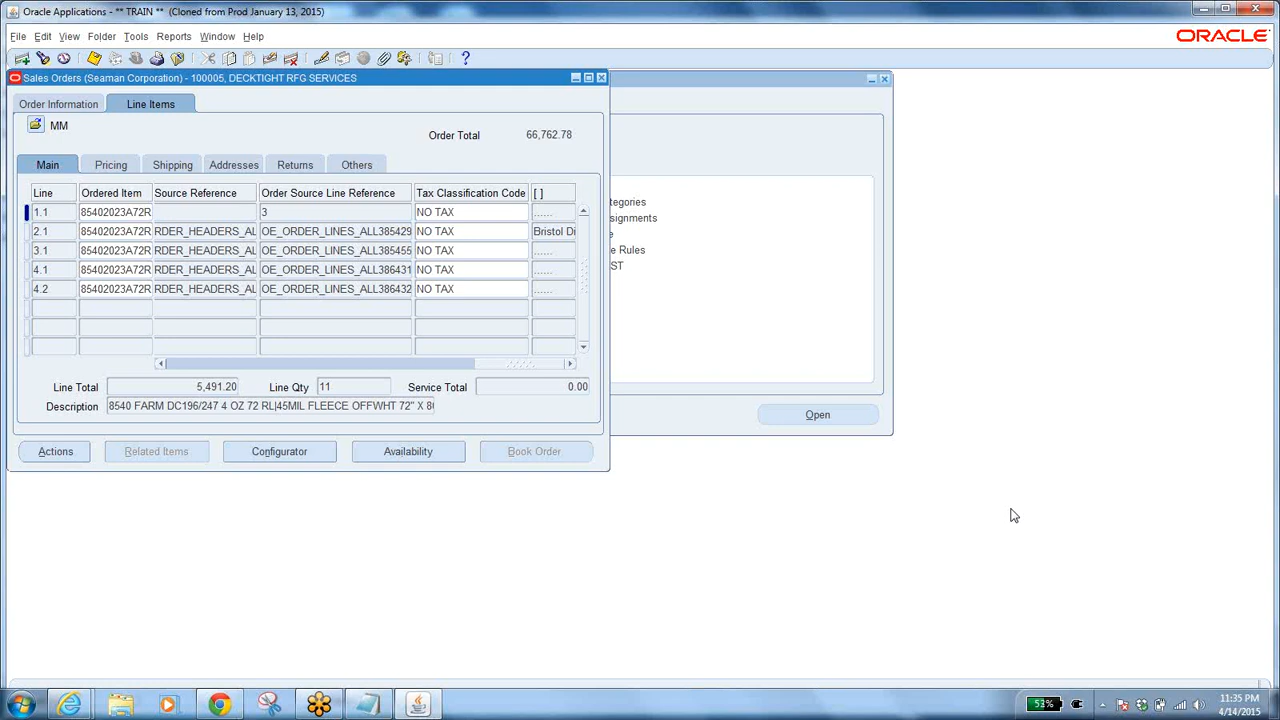 Oracle Applications - ** TRAIN ** (Cloned from Prod January 13, 2015)
File Edit View Folder Tools Reports Window Help
ORACLE
Sales Orders (Seaman Corporation) - 100005, DECKTIGHT RFG SERVICES
Order Information Line Items
MM
Order Total 66,762.78
Main Pricing Shipping Addresses Returns Others
Line Ordered Item Source Reference Order Source Line Reference Tax Classification Code [ ]
1.1 85402023A72R 3 NO TAX ......
2.1 85402023A72R RDER_HEADERS_AL OE_ORDER_LINES_ALL385429 NO TAX Bristol Di
3.1 85402023A72R RDER_HEADERS_AL OE_ORDER_LINES_ALL385455 NO TAX ......
4.1 85402023A72R RDER_HEADERS_AL OE_ORDER_LINES_ALL386431 NO TAX ......
4.2 85402023A72R RDER_HEADERS_AL OE_ORDER_LINES_ALL386432 NO TAX ......
Line Total 5,491.20 Line Qty 11 Service Total 0.00
Description 8540 FARM DC196/247 4 OZ 72 RL|45MIL FLEECE OFFWHT 72" X 8
Actions Related Items Configurator Availability Book Order
tegories
signments
e
e Rules
ST
Open
53%
11:35 PM
4/14/2015